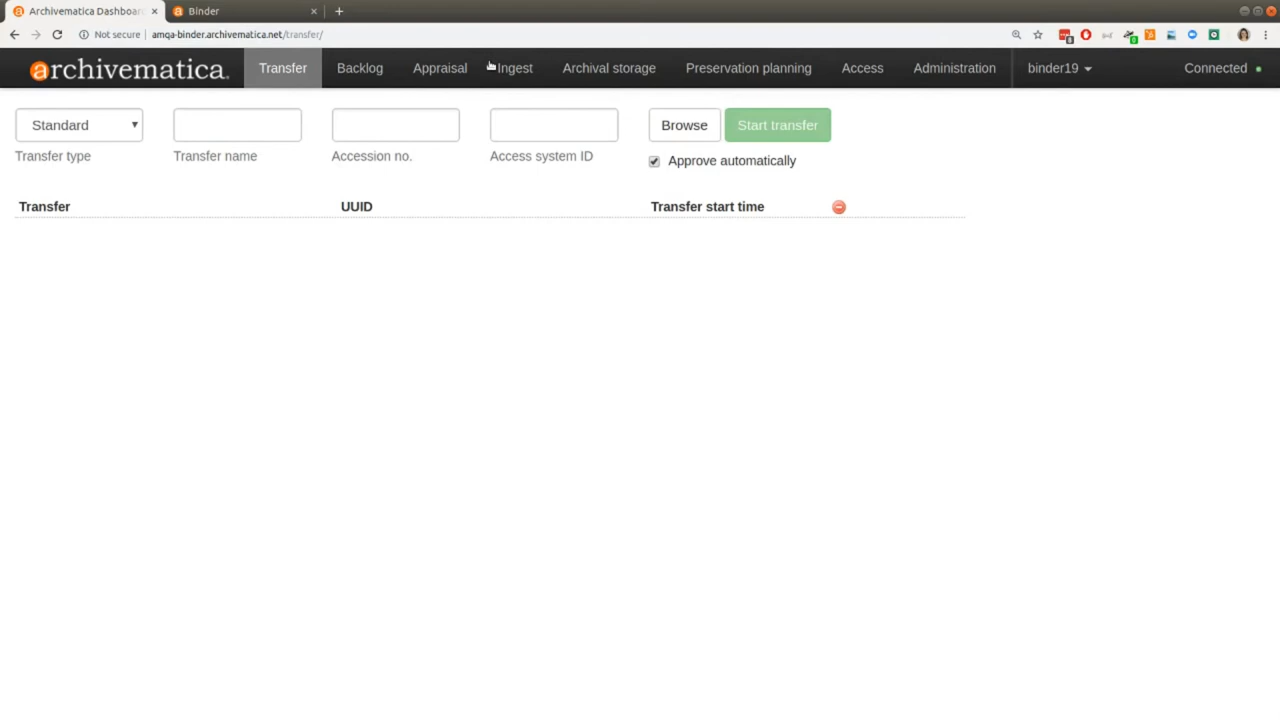 Archivematica Dashboar
Binder
Not secure
amqa-binder.archivematica.net/transfer/
archivematica
Transfer
Backlog
Appraisal
Ingest
Archival storage
Preservation planning
Access
Administration
binder19
Connected
Standard
Browse
Start transfer
Transfer type
Transfer name
Accession no.
Access system ID
Approve automatically
Transfer
UUID
Transfer start time